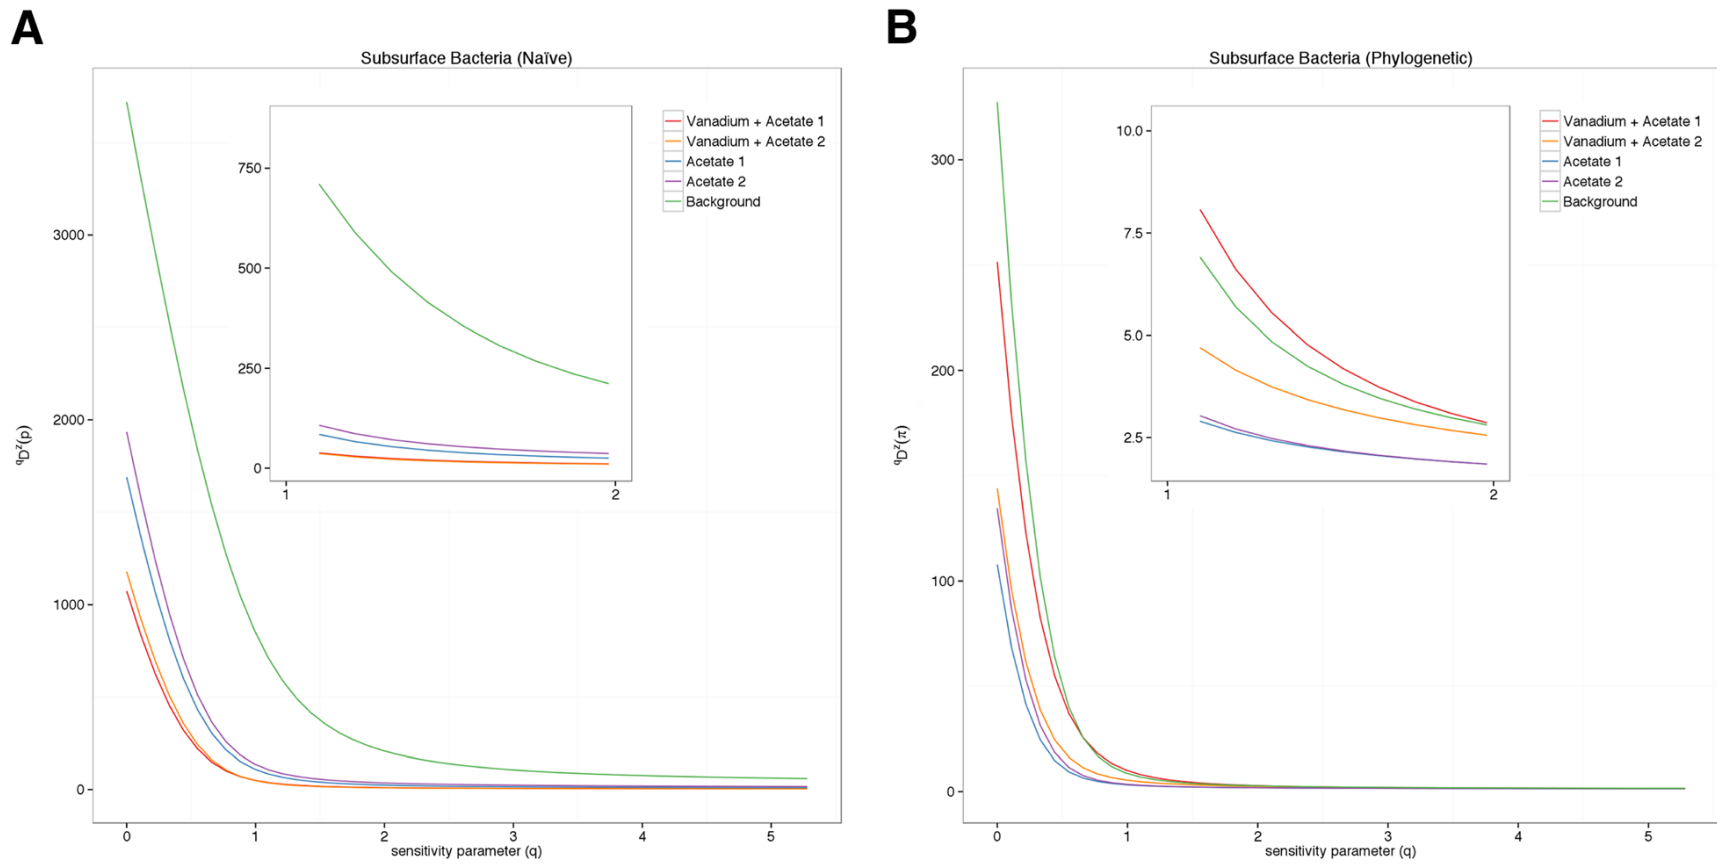 A
Subsurface Bacteria (Naïve)
Vanadium + Acetate 1
Vanadium + Acetate 2
Acetate 1
Acetate 2
Background
750
500
250
0
1
2
3000
2000
1000
0
qDz(p)
0
1
2
3
4
5
sensitivity parameter (q)
B
Subsurface Bacteria (Phylogenetic)
Vanadium + Acetate 1
Vanadium + Acetate 2
Acetate 1
Acetate 2
Background
10.0
7.5
5.0
2.5
1
2
300
200
100
0
qDz(π)
0
1
2
3
4
5
sensitivity parameter (q)